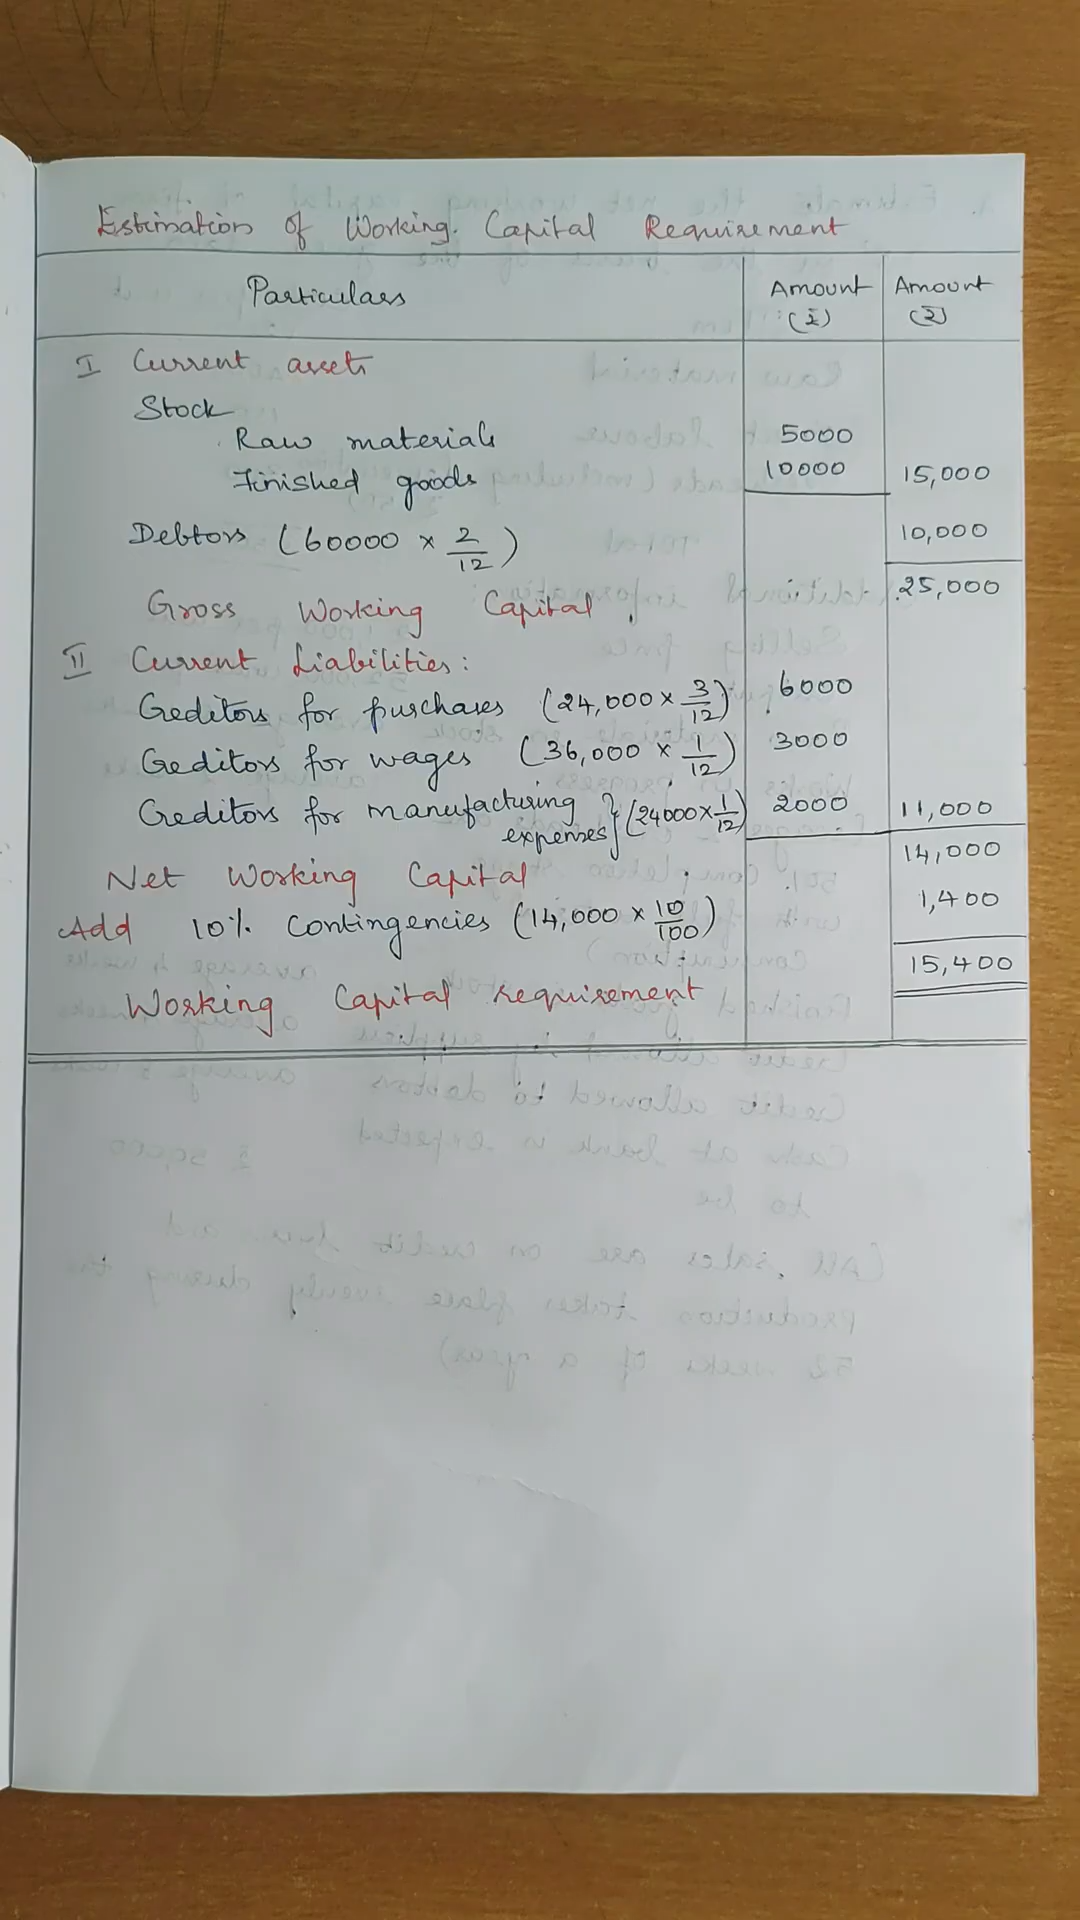 Estimation of Working Capital Requirement
Particulars Amount (₹) Amount (₹)
I Current assets
Stock
Raw materials 5000
Finished goods 10000 15,000
Debtors (60000 × 2/12) 10,000
Gross Working Capital 25,000
II Current Liabilities:
Creditors for purchases (24,000 × 3/12) 6000
Creditors for wages (36,000 × 1/12) 3000
Creditors for manufacturing expenses } (24000 × 1/12) 2000 11,000
Net Working Capital 14,000
Add 10% Contingencies (14,000 × 10/100) 1,400
Working Capital requirement 15,400